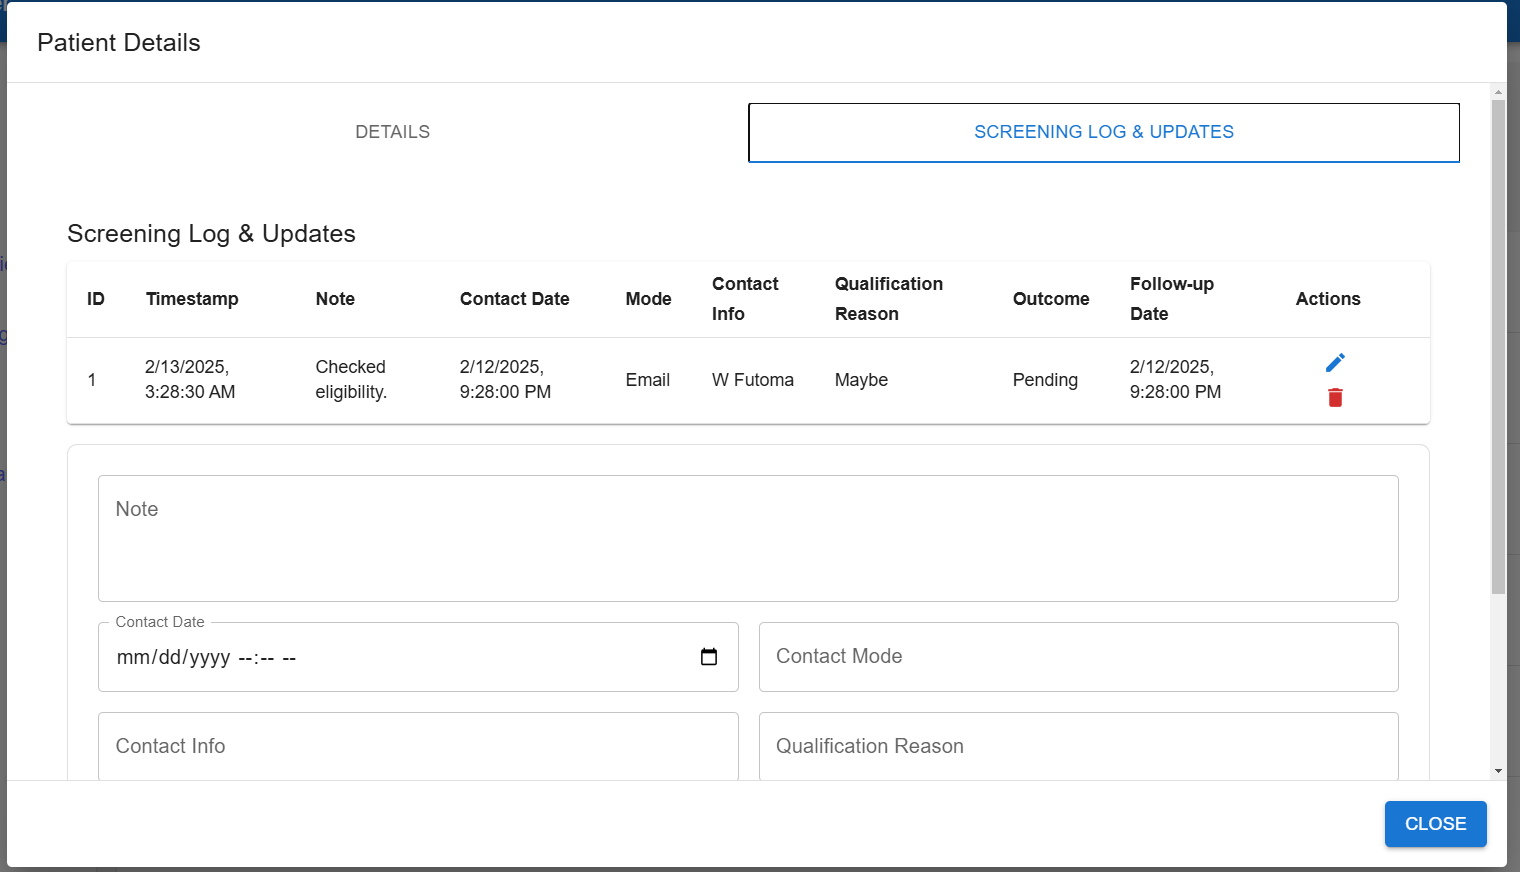 Patient Details
DETAILS
SCREENING LOG & UPDATES
Screening Log & Updates
ID Timestamp Note Contact Date Mode Contact Info Qualification Reason Outcome Follow-up Date Actions
1 2/13/2025, 3:28:30 AM Checked eligibility. 2/12/2025, 9:28:00 PM Email W Futoma Maybe Pending 2/12/2025, 9:28:00 PM
Note
Contact Date
mm/dd/yyyy --:-- --
Contact Mode
Contact Info
Qualification Reason
CLOSE